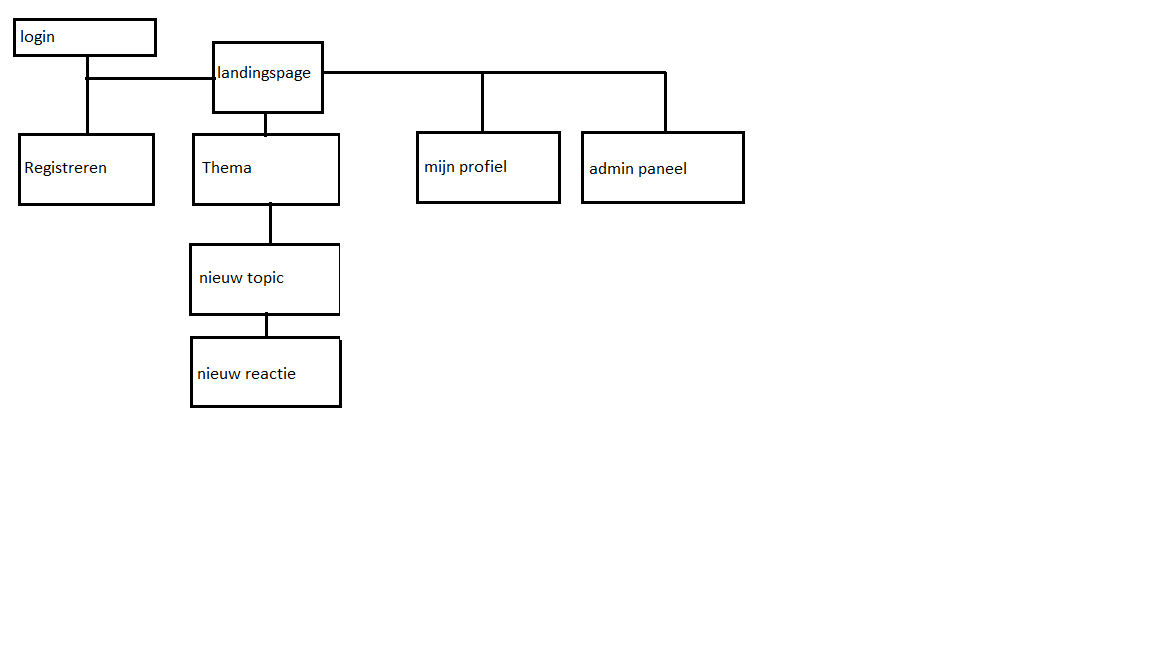 login
landingspage
Registreren
Thema
mijn profiel
admin paneel
nieuw topic
nieuw reactie